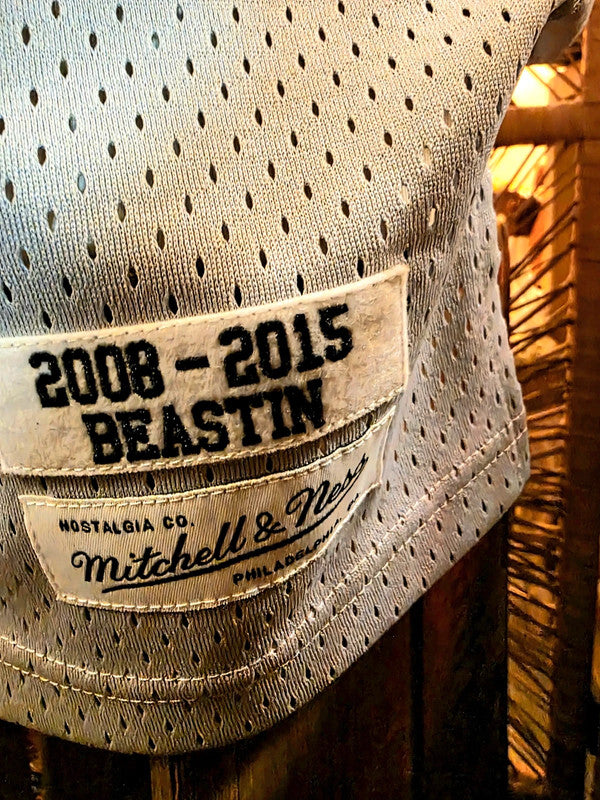 2008 - 2015
BEASTIN
NOSTALGIA CO.
Mitchell & Ness
PHILADELPHIA